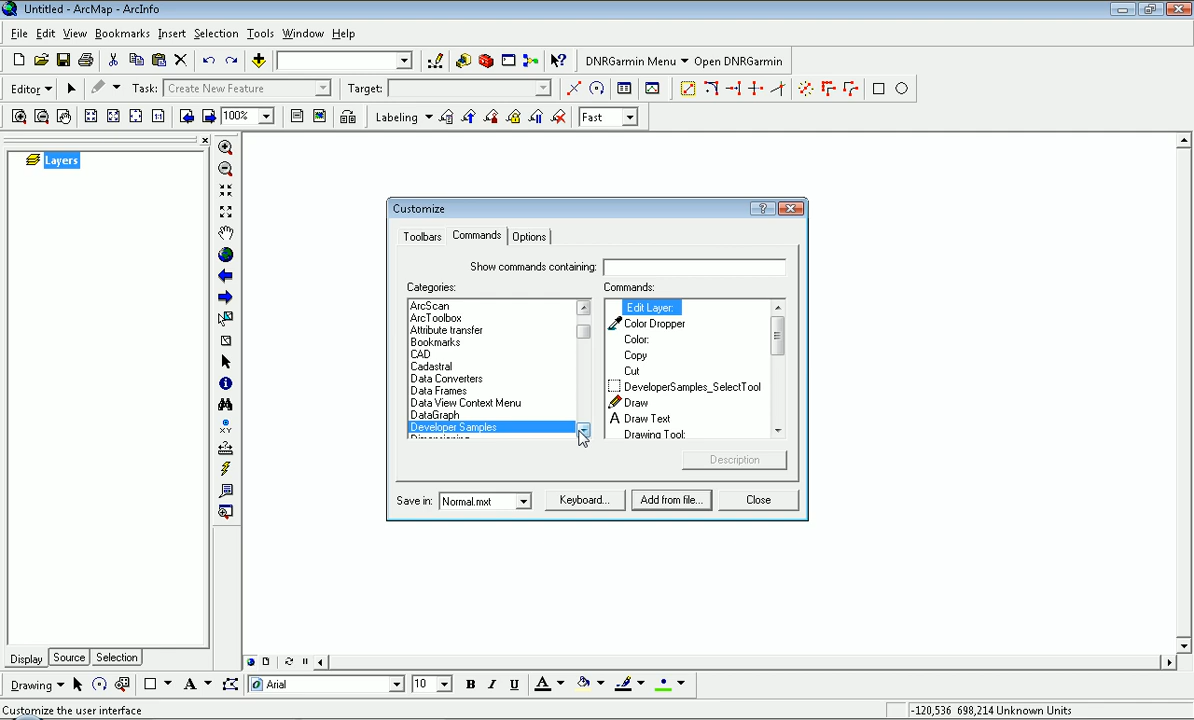 Untitled - ArcMap - ArcInfo
File Edit View Bookmarks Insert Selection Tools Window Help
DNRGarmin Menu Open DNRGarmin
Editor Task: Create New Feature Target:
100% Labeling Fast
Layers
Customize
Toolbars Commands Options
Show commands containing:
Categories: Commands:
ArcScan
ArcToolbox
Attribute transfer
Bookmarks
CAD
Cadastral
Data Converters
Data Frames
Data View Context Menu
DataGraph
Developer Samples
Dimensioning
Edit Layer:
Color Dropper
Color:
Copy
Cut
DeveloperSamples_SelectTool
Draw
A Draw Text
Drawing Tool:
Description
Save in: Normal.mxt Keyboard... Add from file... Close
Display Source Selection
Drawing A Arial 10 B I U A
Customize the user interface -120,536 698,214 Unknown Units